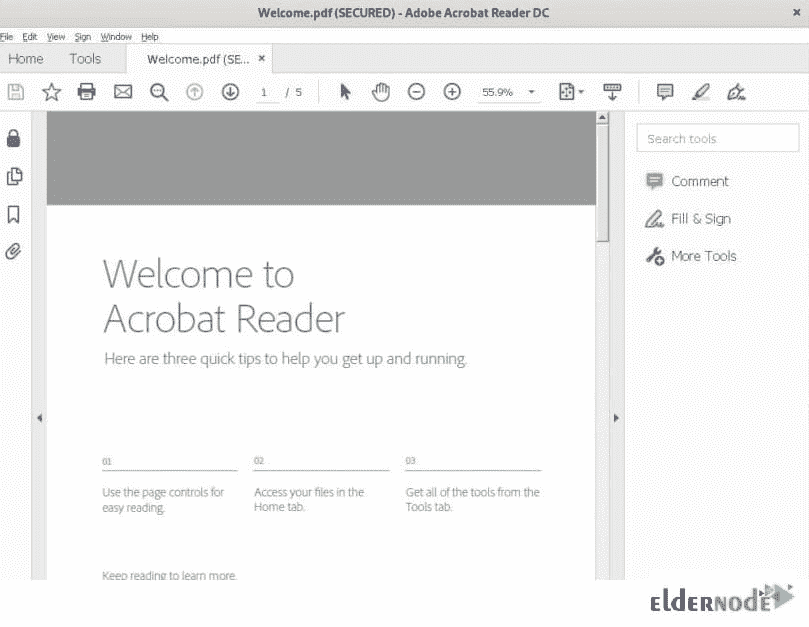 Welcome.pdf (SECURED) - Adobe Acrobat Reader DC
File Edit View Sign Window Help
Home Tools Welcome.pdf (SE...
1 / 5 55.9%
Search tools
Comment
Fill & Sign
More Tools
Welcome to
Acrobat Reader
Here are three quick tips to help you get up and running.
01
Use the page controls for
easy reading.
02
Access your files in the
Home tab.
03
Get all of the tools from the
Tools tab.
Keep reading to learn more.
ELDERNODE